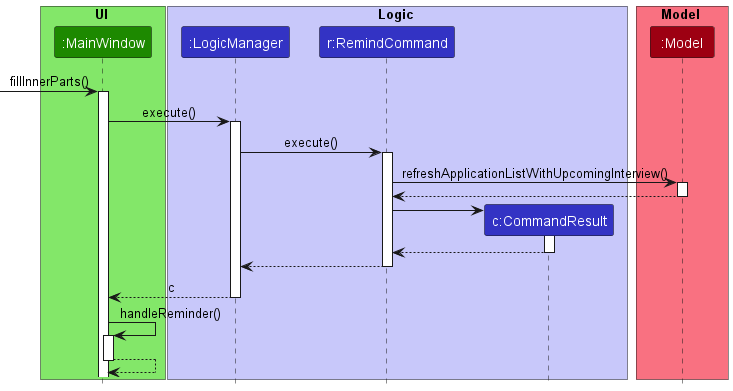 UI
Logic
Model
:MainWindow
:LogicManager
r:RemindCommand
:Model
fillInnerParts()
execute()
execute()
refreshApplicationListWithUpcomingInterview()
c:CommandResult
c
handleReminder()